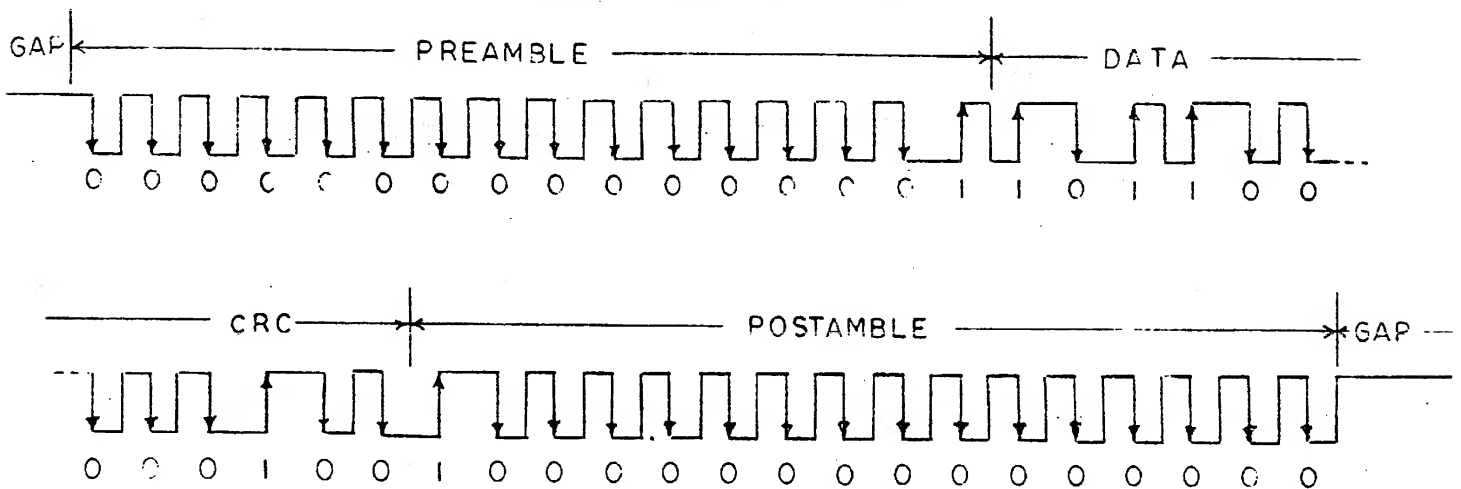 GAP PREAMBLE DATA
0 0 0 0 0 0 0 0 0 0 0 0 0 0 0 1 1 0 1 1 0 0
CRC POSTAMBLE GAP
0 0 0 1 0 0 1 0 0 0 0 0 0 0 0 0 0 0 0 0 0 0